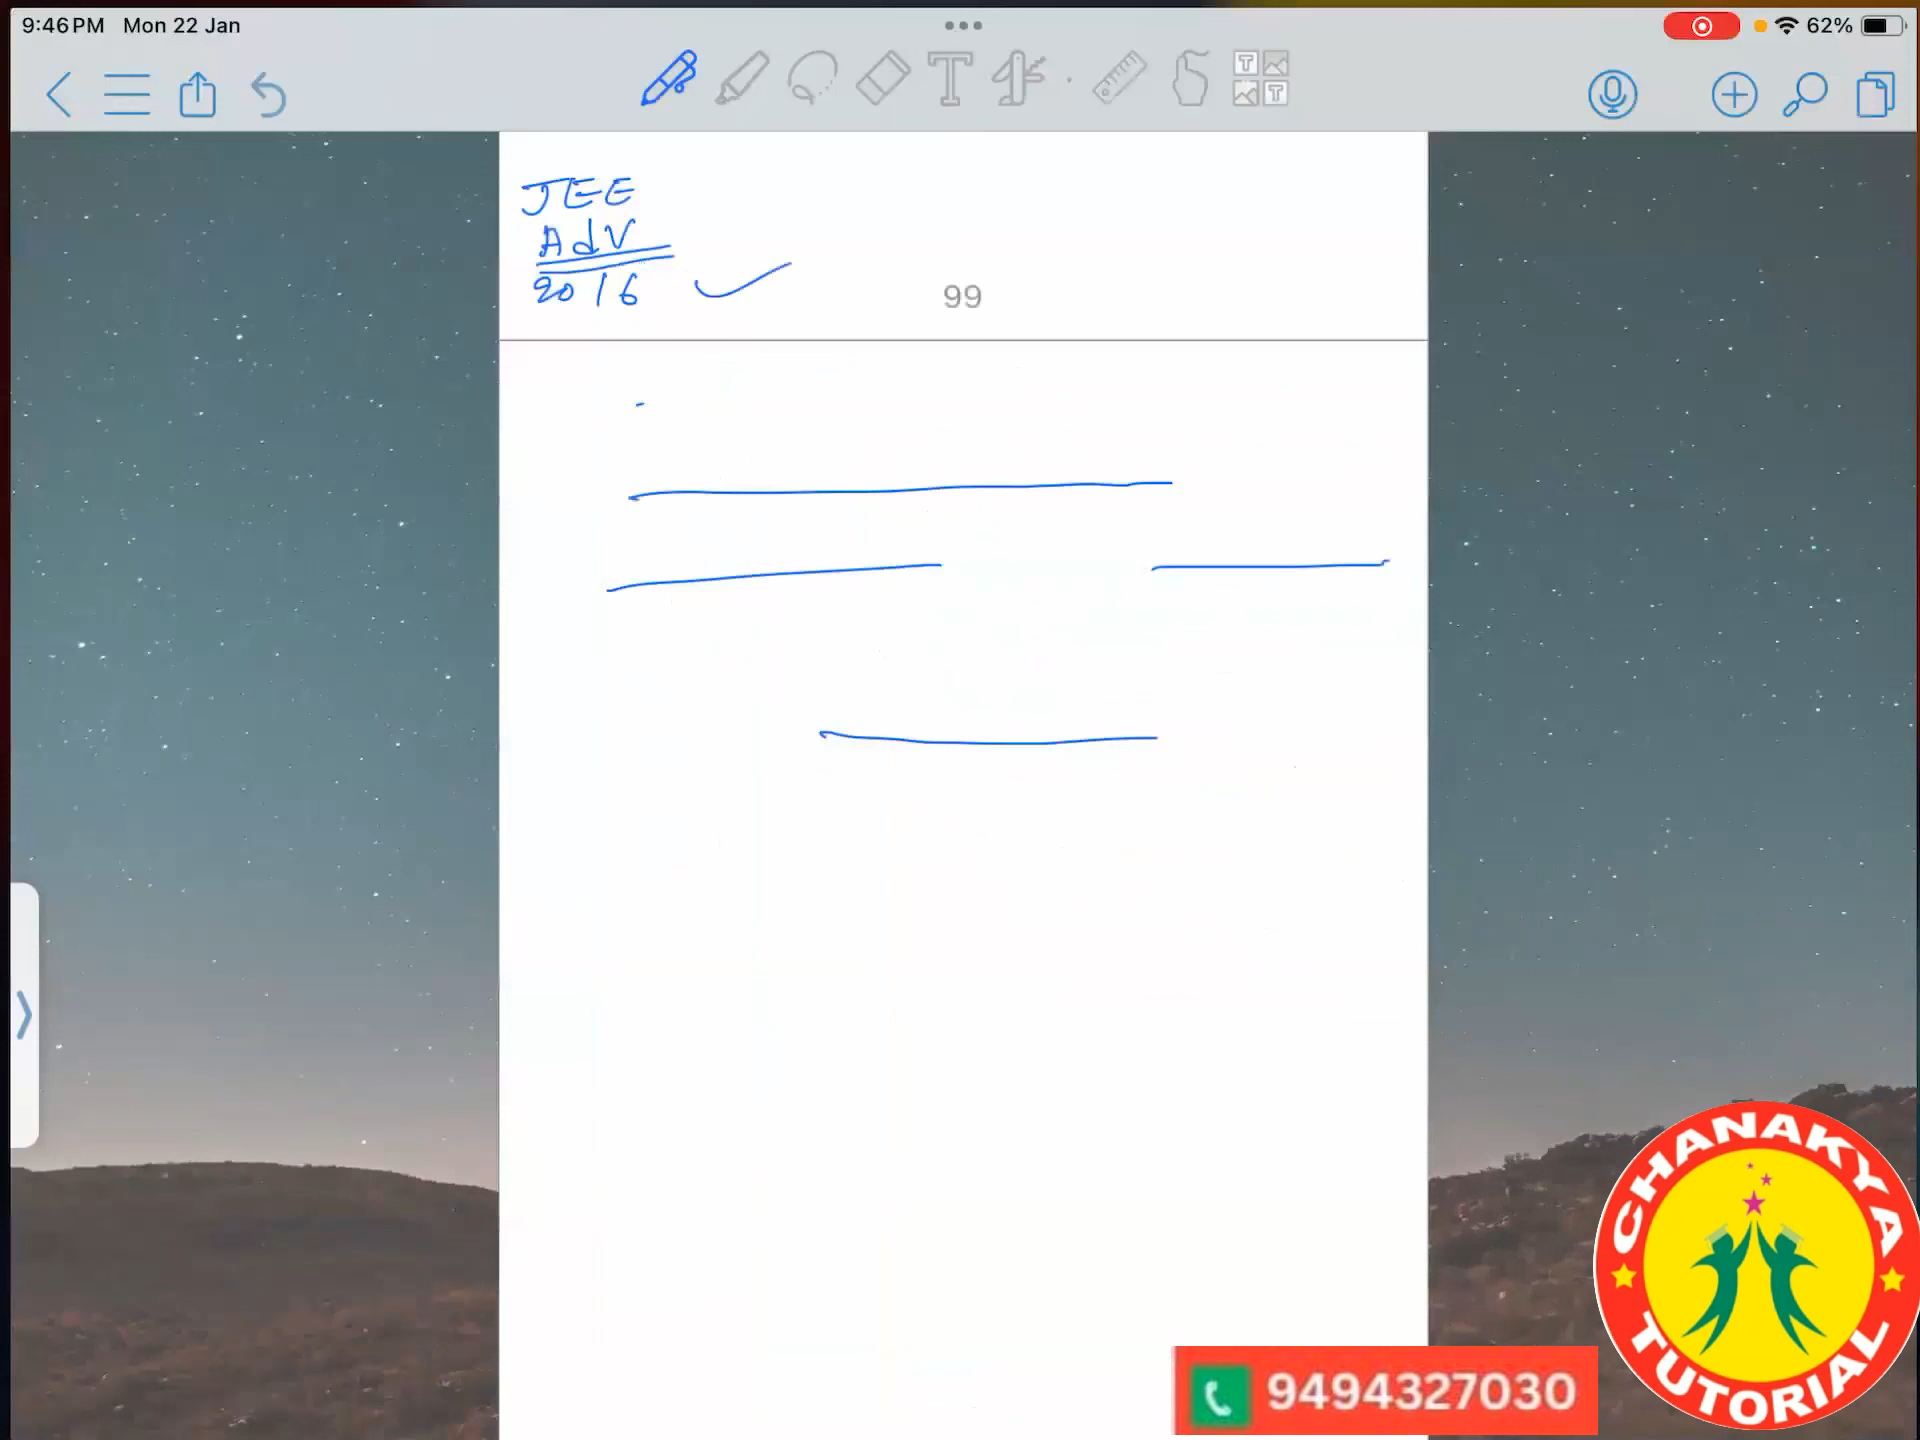 9:46 PM Mon 22 Jan
62%
JEE
Adv
2016
99
CHANAKYA
TUTORIAL
9494327030